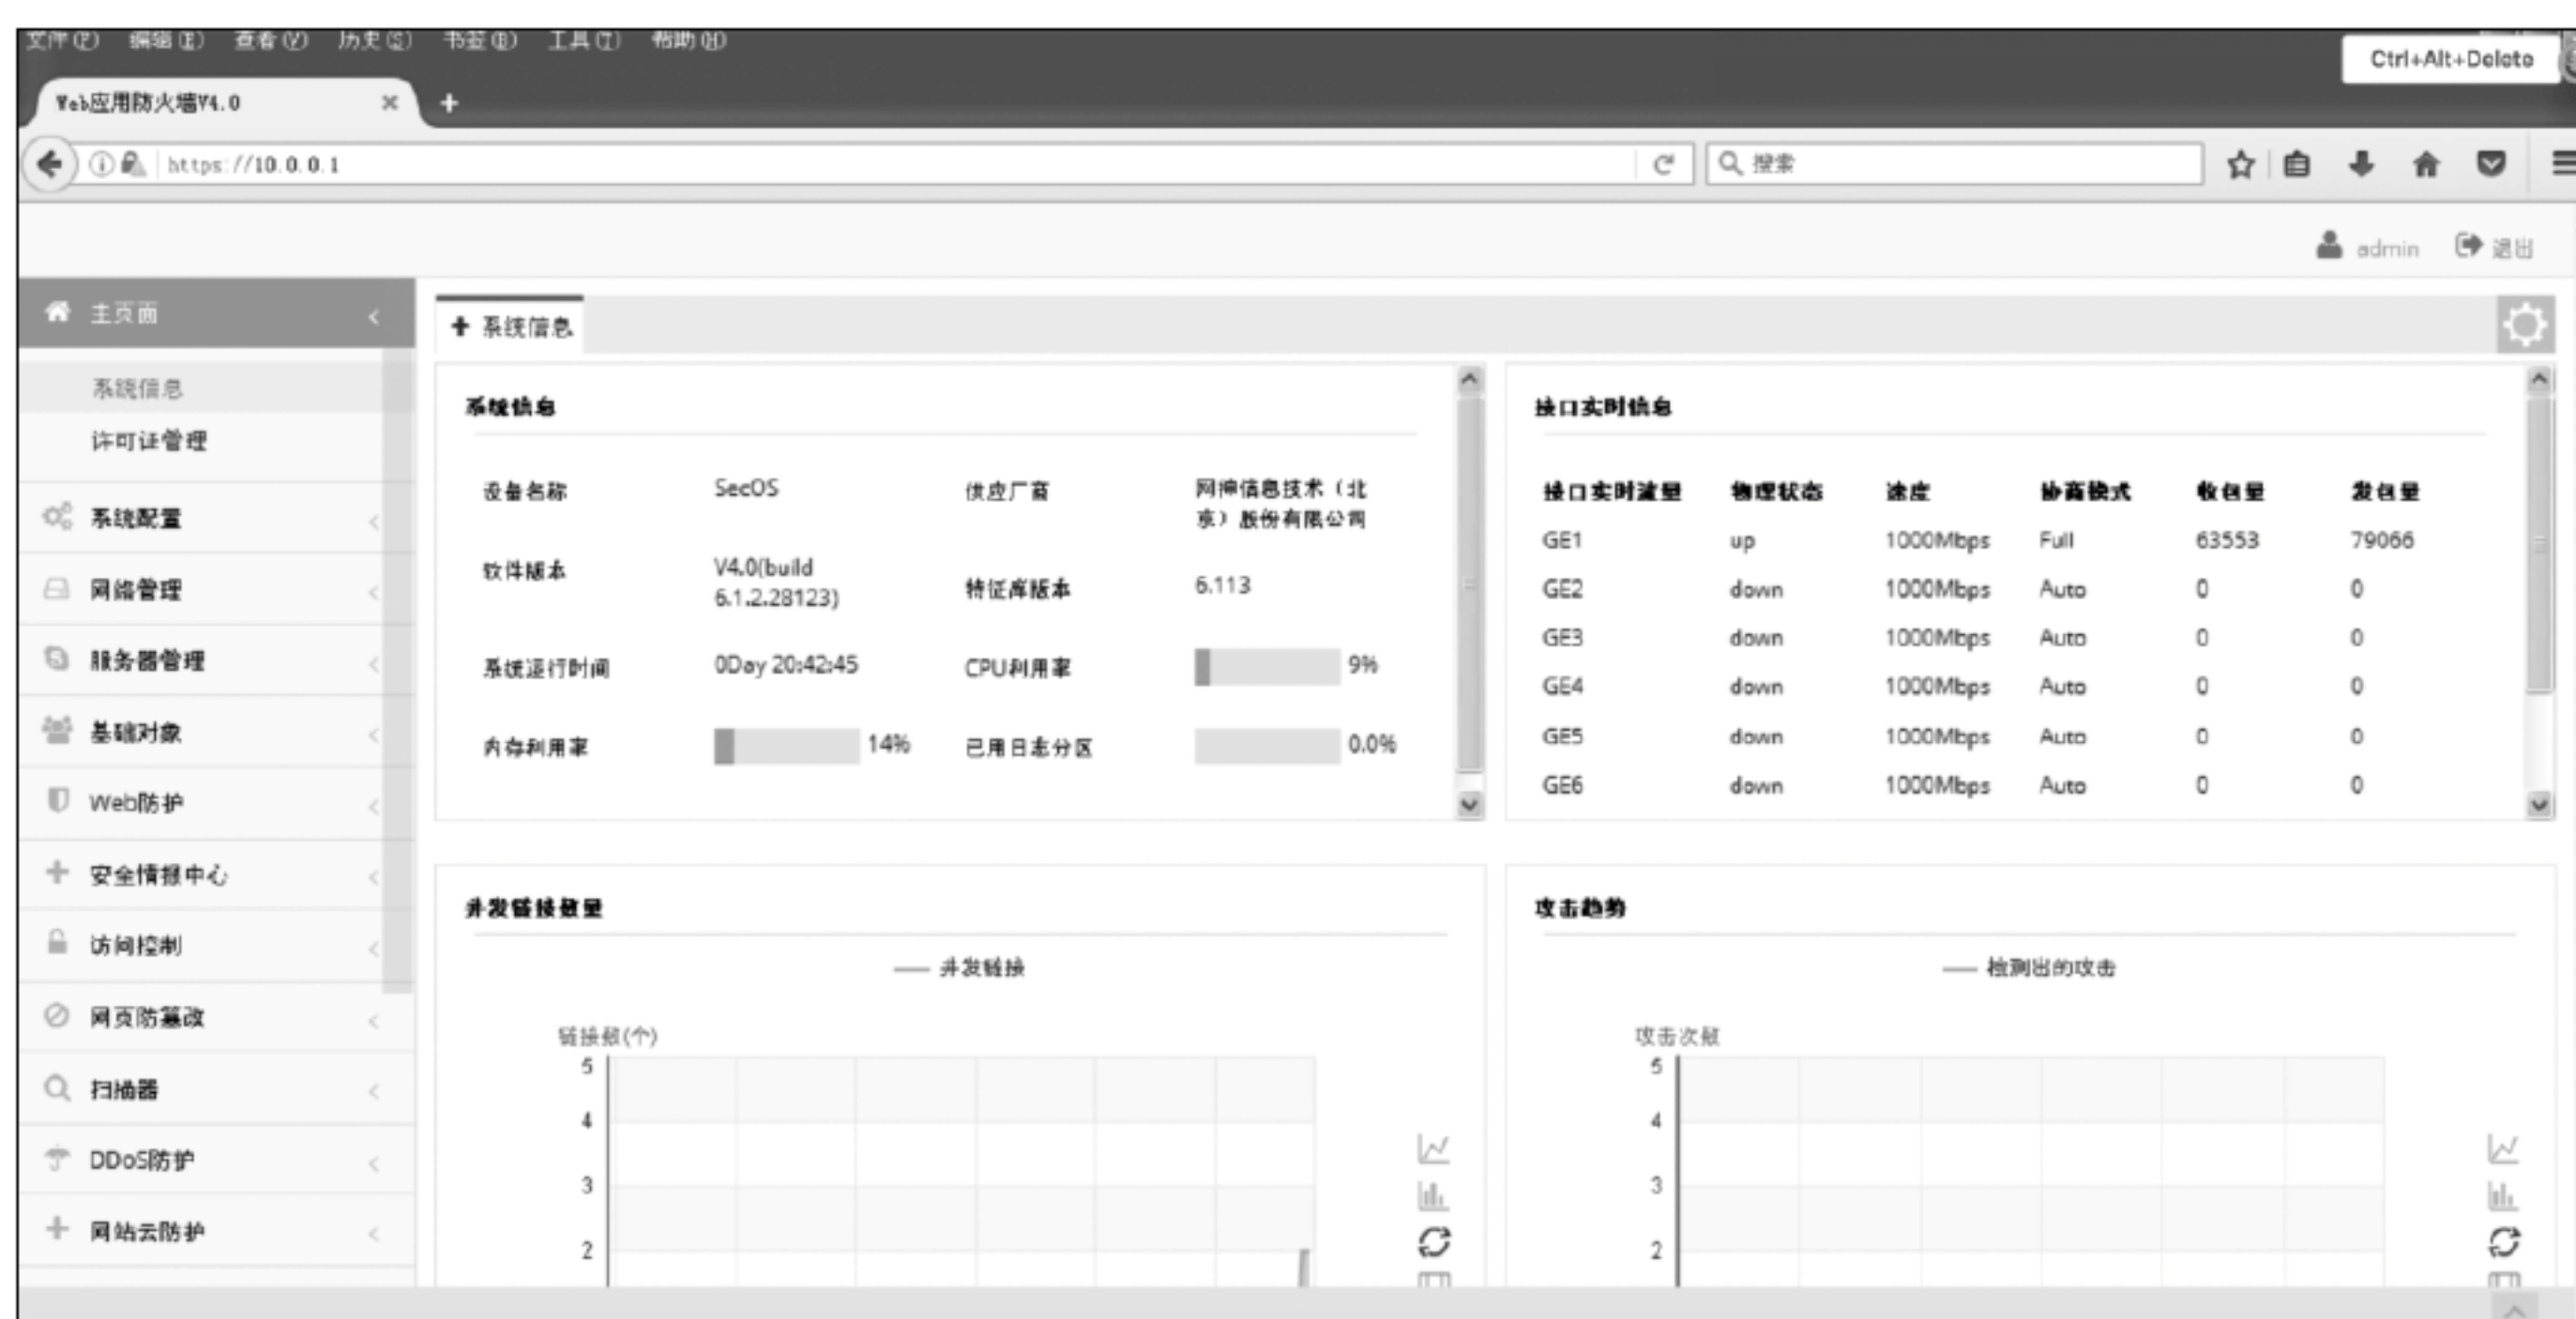 文件(F) 编辑(E) 查看(V) 历史(S) 书签(B) 工具(T) 帮助(H)
Ctrl+Alt+Delete
Web应用防火墙V4.0
https://10.0.0.1
搜索
admin 退出
主页面
系统信息
许可证管理
系统配置
网络管理
服务器管理
基础对象
Web防护
安全情报中心
访问控制
网页防篡改
扫描器
DDoS防护
网站云防护
系统信息
系统信息
设备名称 SecOS 供应厂商 网神信息技术（北
京）股份有限公司
软件版本 V4.0(build
6.1.2.28123) 特征库版本 6.113
系统运行时间 0Day 20:42:45 CPU利用率 9%
内存利用率 14% 已用日志分区 0.0%
接口实时信息
接口实时流量 物理状态 速度 协商模式 收包量 发包量
GE1 up 1000Mbps Full 63553 79066
GE2 down 1000Mbps Auto 0 0
GE3 down 1000Mbps Auto 0 0
GE4 down 1000Mbps Auto 0 0
GE5 down 1000Mbps Auto 0 0
GE6 down 1000Mbps Auto 0 0
并发链接数量
并发链接
链接数(个)
5
4
3
2
攻击趋势
检测出的攻击
攻击次数
5
4
3
2